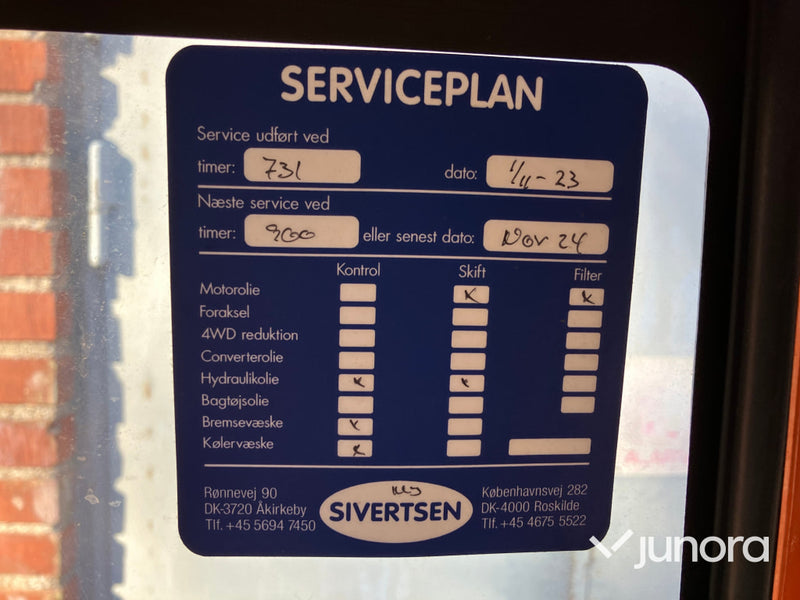 SERVICEPLAN
Service udført ved
timer: 731 dato: 1/11-23
Næste service ved
timer: 900 eller senest dato: Nov 24
Kontrol Skift Filter
Motorolie x x
Foraksel
4WD reduktion
Converterolie
Hydraulikolie x x
Bagtøjsolie
Bremsevæske x
Kølervæske x
Rønnevej 90
DK-3720 Åkirkeby
Tlf. +45 5694 7450
SIVERTSEN
Københavnsvej 282
DK-4000 Roskilde
Tlf. +45 4675 5522
junora